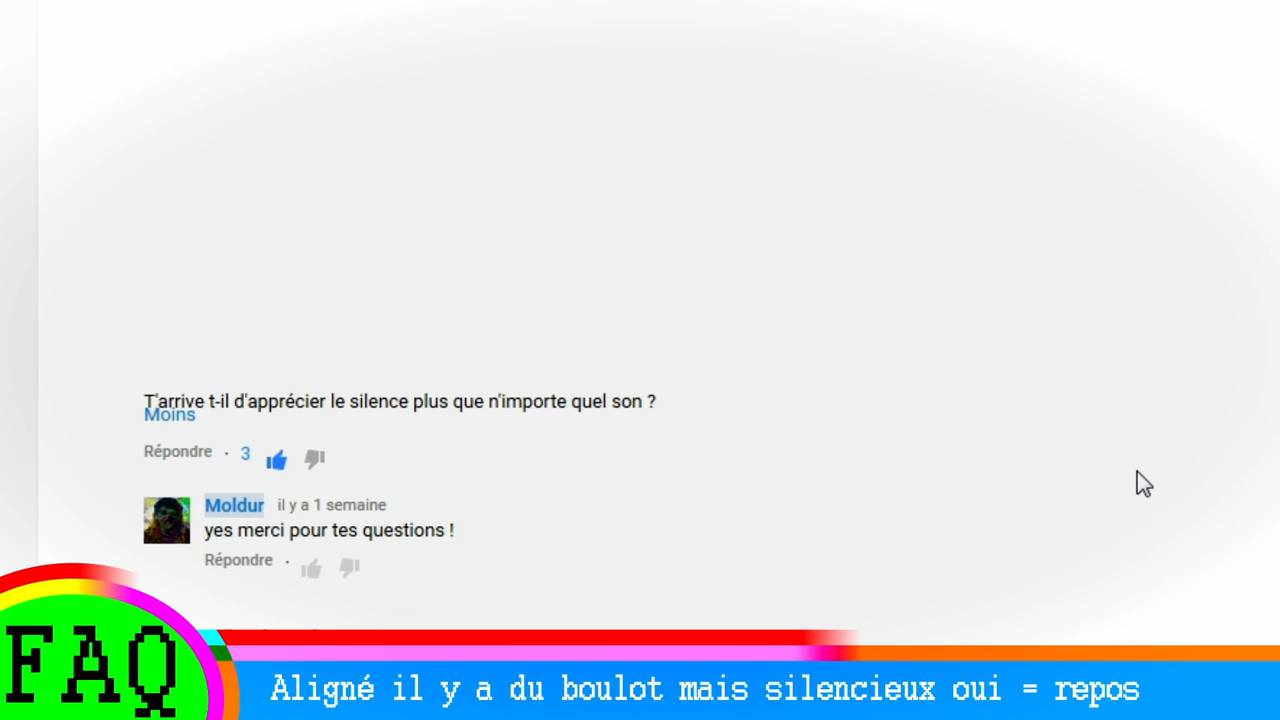 T'arrive t-il d'apprécier le silence plus que n'importe quel son ?
Moins
Répondre · 3
Moldur il y a 1 semaine
yes merci pour tes questions !
Répondre ·
FAQ
Aligné il y a du boulot mais silencieux oui = repos